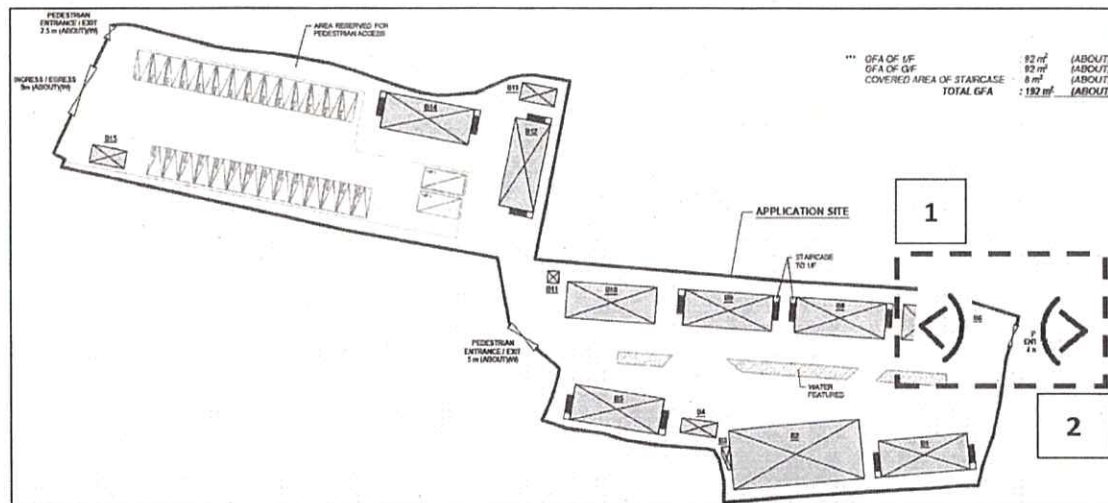 PEDESTRIAN
ENTRANCE / EXIT
2.5 m (ABOUT)(W)
AREA RESERVED FOR
PEDESTRIAN ACCESS
INGRESS / EGRESS
9m (ABOUT)(W)
*** GFA OF 1/F : 92 m² (ABOUT)
GFA OF G/F 92 m² (ABOUT)
COVERED AREA OF STAIRCASE : 8 m² (ABOUT)
TOTAL GFA : 192 m² (ABOUT)
B14
B13
B12
B15
APPLICATION SITE
1
STAIRCASE
TO 1/F
B11
B10
B9
B8
B6
PEDESTRIAN
ENTRANCE / EXIT
5 m (ABOUT)(W)
P
ENT
4 n
WATER
FEATURED
B5
B4
B3
B2
B1
2